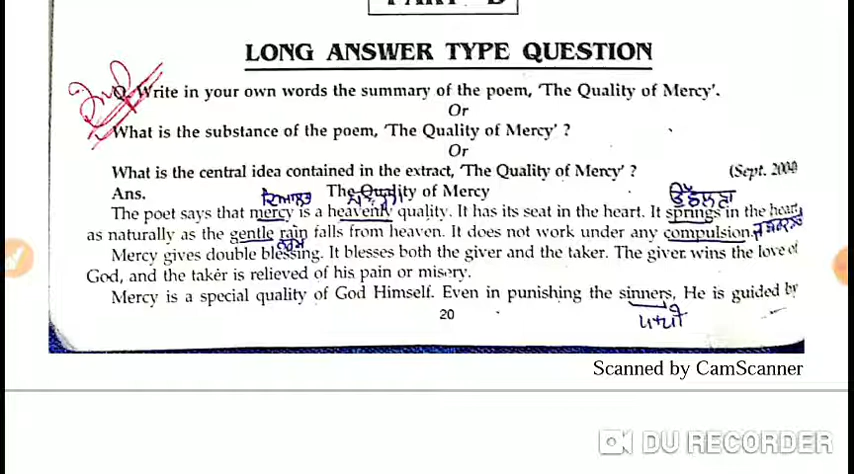 PART - B
LONG ANSWER TYPE QUESTION
Q. Write in your own words the summary of the poem, 'The Quality of Mercy'.
Or
What is the substance of the poem, 'The Quality of Mercy' ?
Or
What is the central idea contained in the extract, 'The Quality of Mercy' ? (Sept. 2004
Ans. The Quality of Mercy
The poet says that mercy is a heavenly quality. It has its seat in the heart. It springs in the heart
as naturally as the gentle rain falls from heaven. It does not work under any compulsion.
Mercy gives double blessing. It blesses both the giver and the taker. The giver wins the love of
God, and the taker is relieved of his pain or misery.
Mercy is a special quality of God Himself. Even in punishing the sinners, He is guided by
20
ਪਾਪੀ
Scanned by CamScanner
DU RECORDER